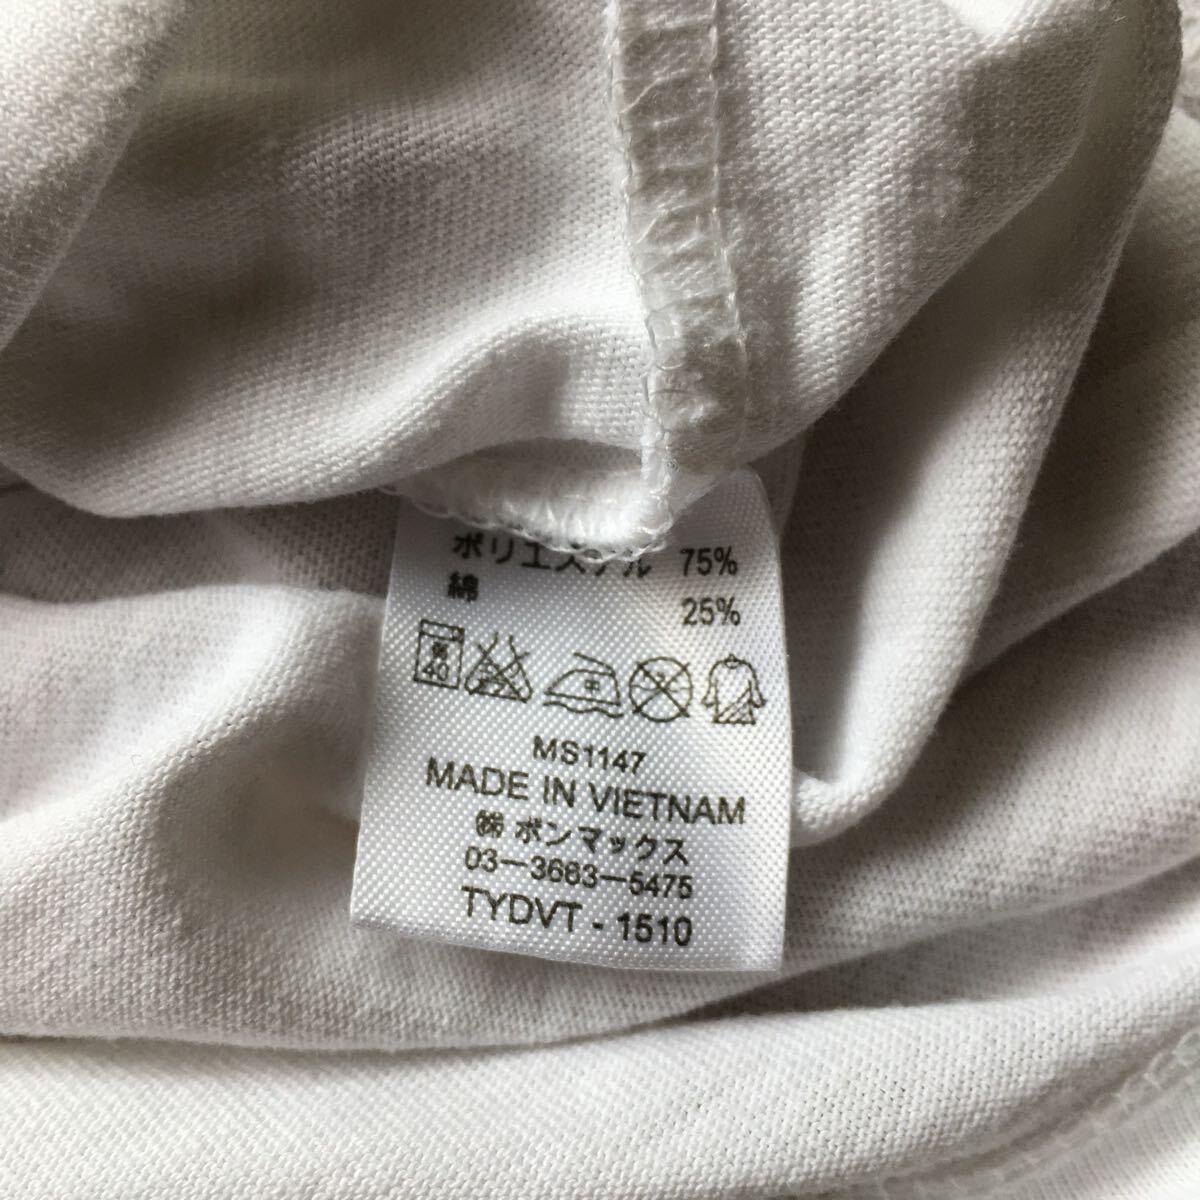 ポリエステル 75%
綿 25%
40 中
MS1147
MADE IN VIETNAM
㈱ ボンマックス
03-3663-5475
TYDVT - 1510